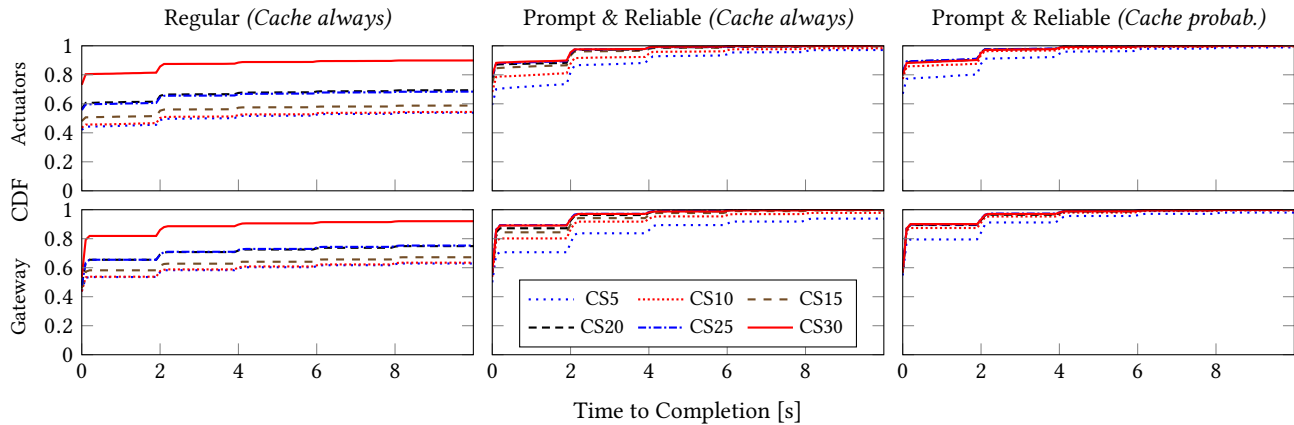 Regular (Cache always) Prompt & Reliable (Cache always) Prompt & Reliable (Cache probab.)
CDF
Actuators
1
0.8
0.6
0.4
0.2
0
Gateway
1
0.8
0.6
0.4
0.2
0
CS5 CS10 CS15
CS20 CS25 CS30
0 2 4 6 8 0 2 4 6 8 0 2 4 6 8
Time to Completion [s]